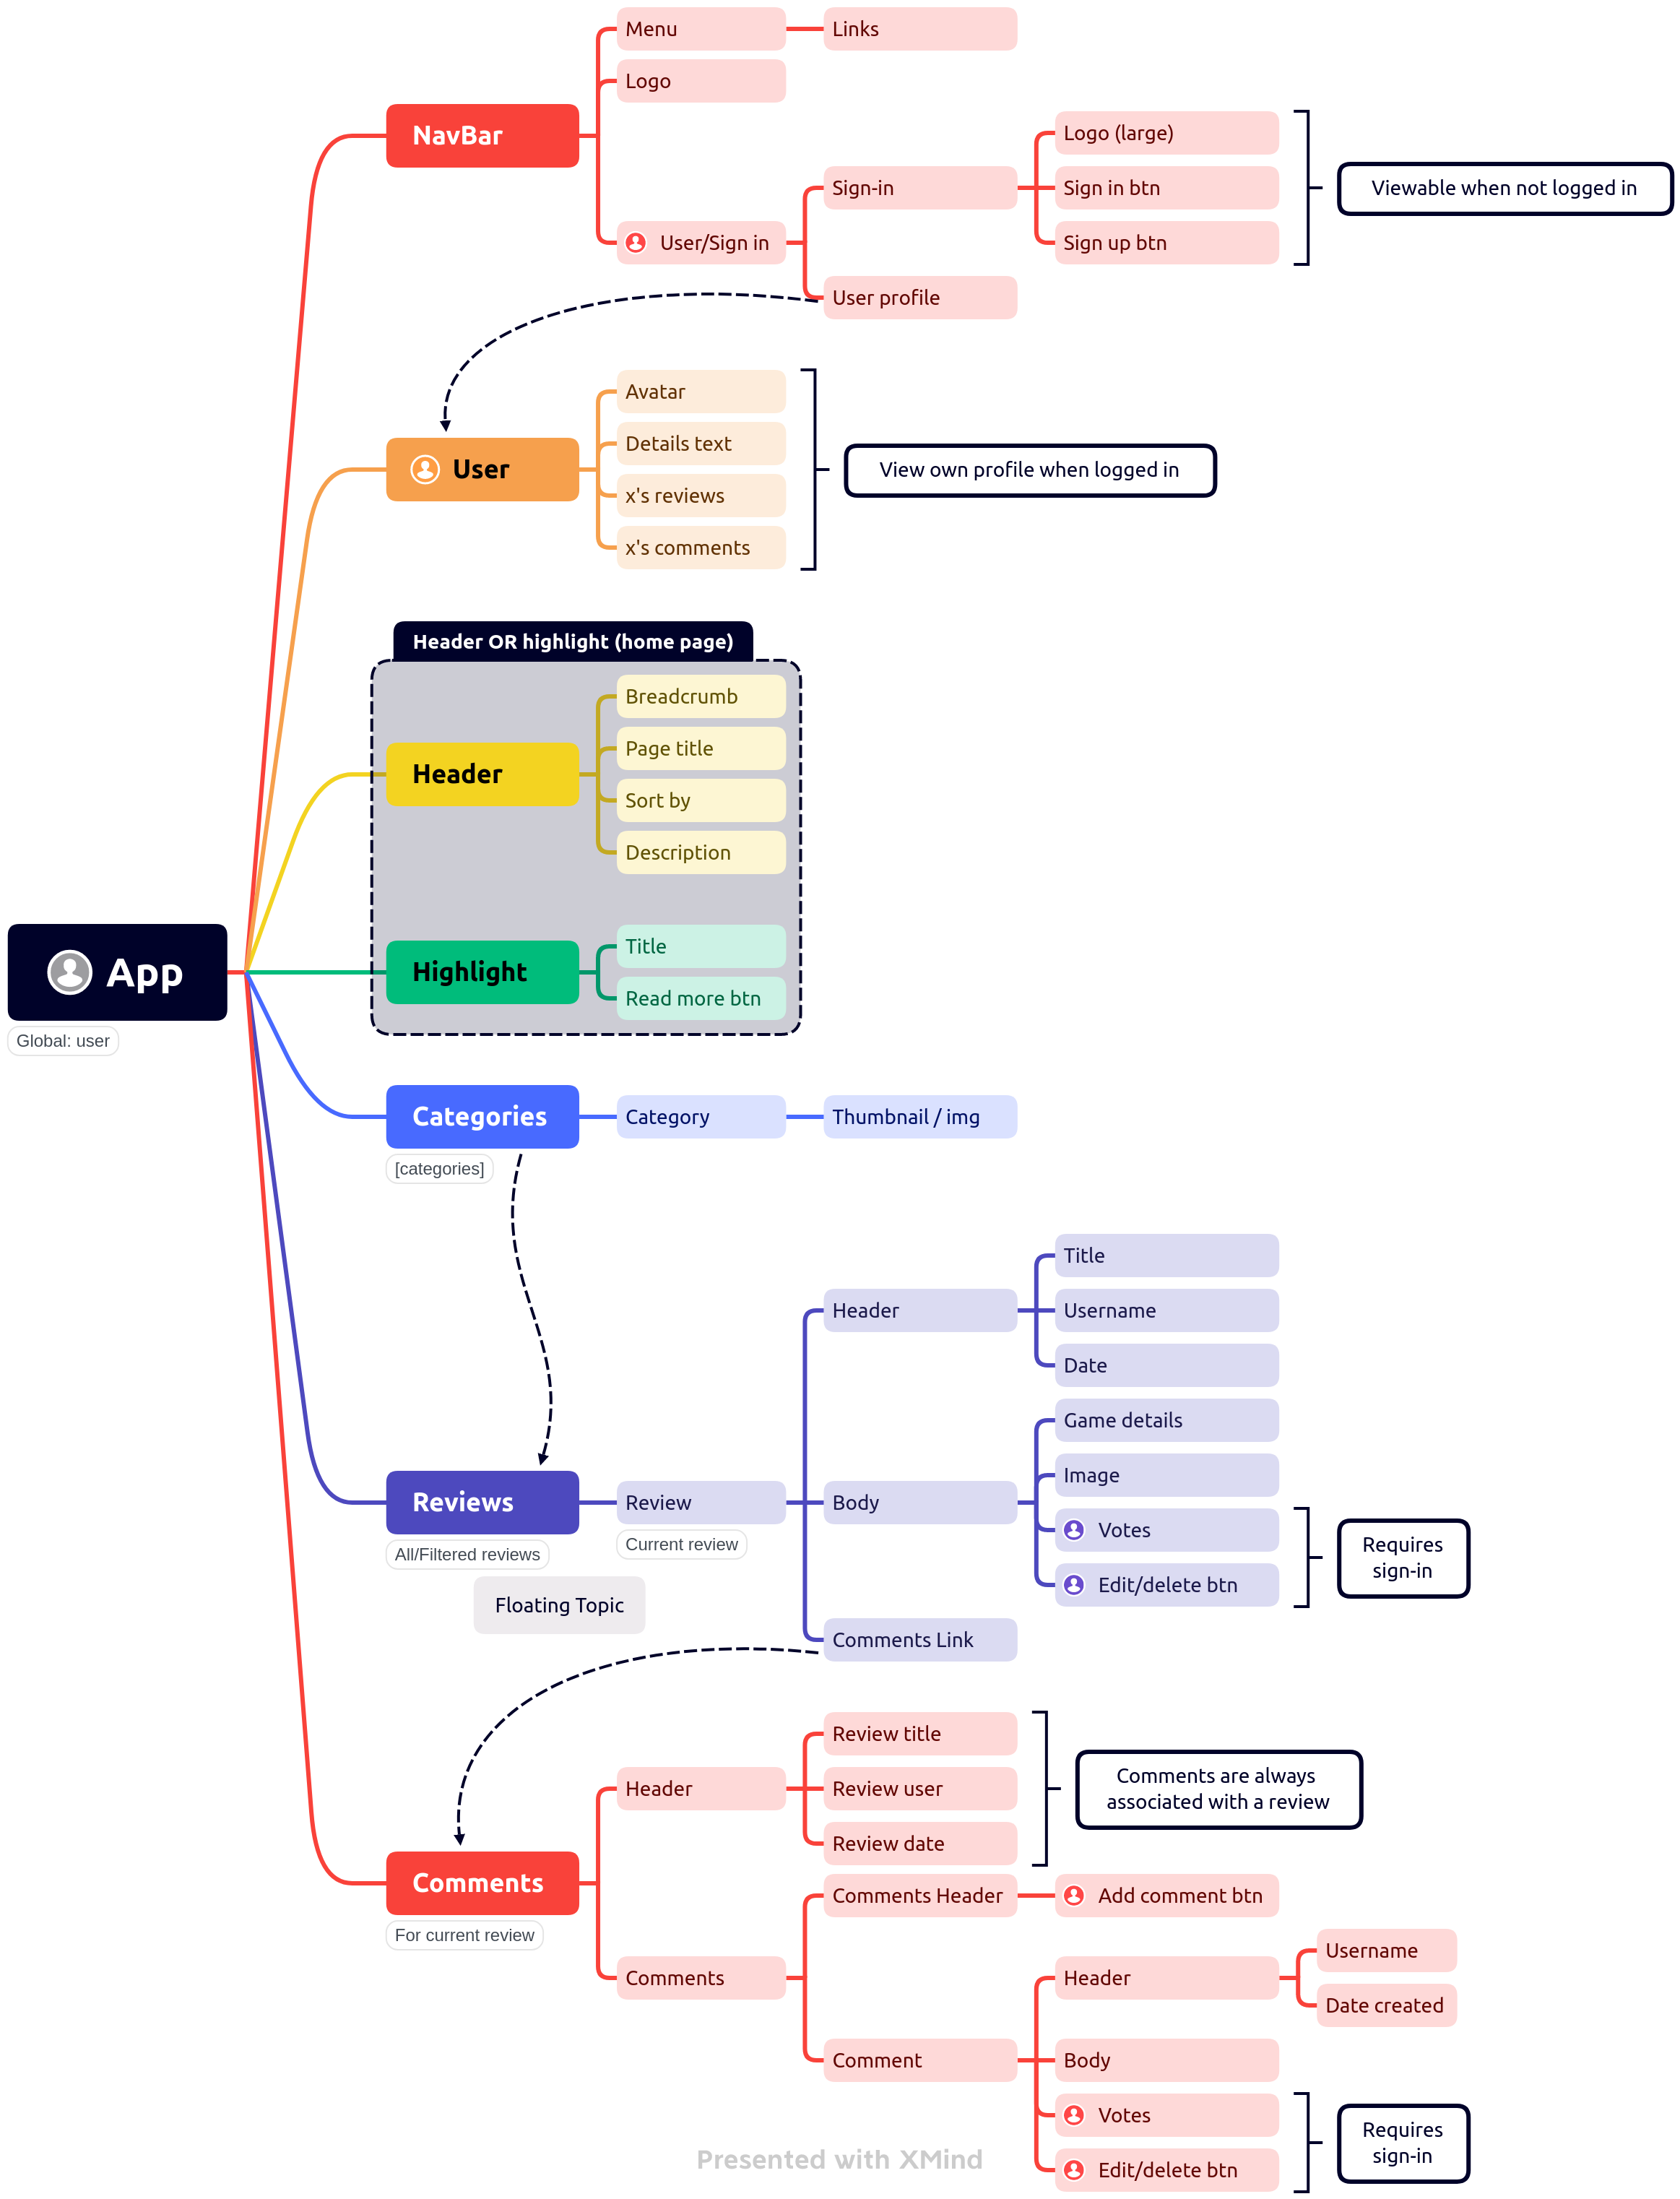 Menu
Links
Logo
NavBar
Logo (large)
Sign-in
Sign in btn
Viewable when not logged in
User/Sign in
Sign up btn
User profile
Avatar
Details text
User
View own profile when logged in
x's reviews
x's comments
Header OR highlight (home page)
Breadcrumb
Page title
Header
Sort by
Description
Title
Highlight
Read more btn
App
Global: user
Categories
Category
Thumbnail / img
[categories]
Title
Header
Username
Date
Game details
Image
Reviews
Review
Body
Votes
All/Filtered reviews
Current review
Edit/delete btn
Requires
sign-in
Floating Topic
Comments Link
Review title
Header
Review user
Comments are always
associated with a review
Review date
Comments
Comments Header
Add comment btn
For current review
Comments
Header
Username
Date created
Comment
Body
Votes
Edit/delete btn
Requires
sign-in
Presented with XMind